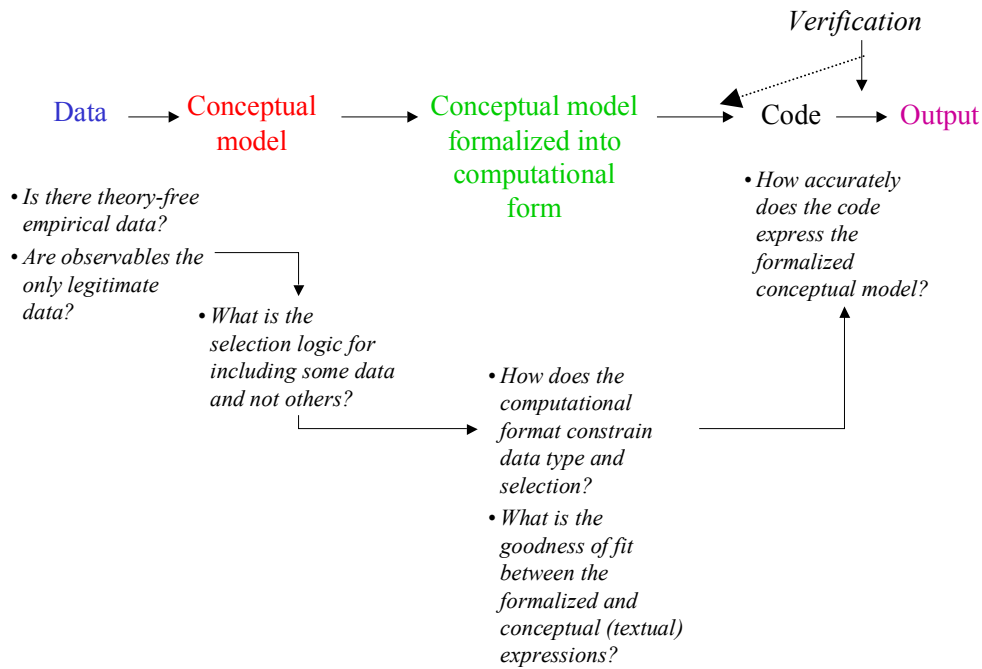 Verification
Data
Conceptual
model
Conceptual model
formalized into
computational
form
Code
Output
• Is there theory-free
empirical data?
• Are observables the
only legitimate
data?
• What is the
selection logic for
including some data
and not others?
• How does the
computational
format constrain
data type and
selection?
• What is the
goodness of fit
between the
formalized and
conceptual (textual)
expressions?
• How accurately
does the code
express the
formalized
conceptual model?